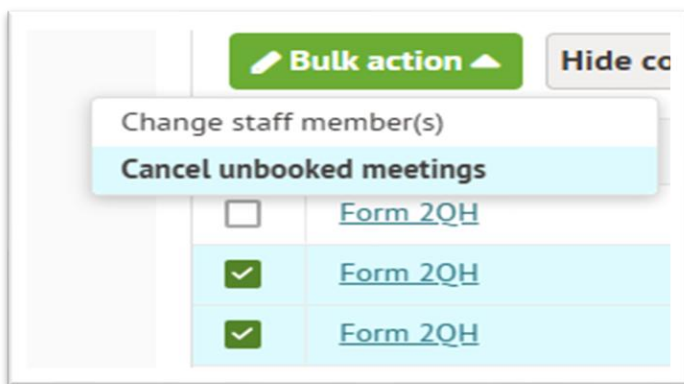 Bulk action
Hide co
Change staff member(s)
Cancel unbooked meetings
Form 2QH
Form 2QH
Form 2QH